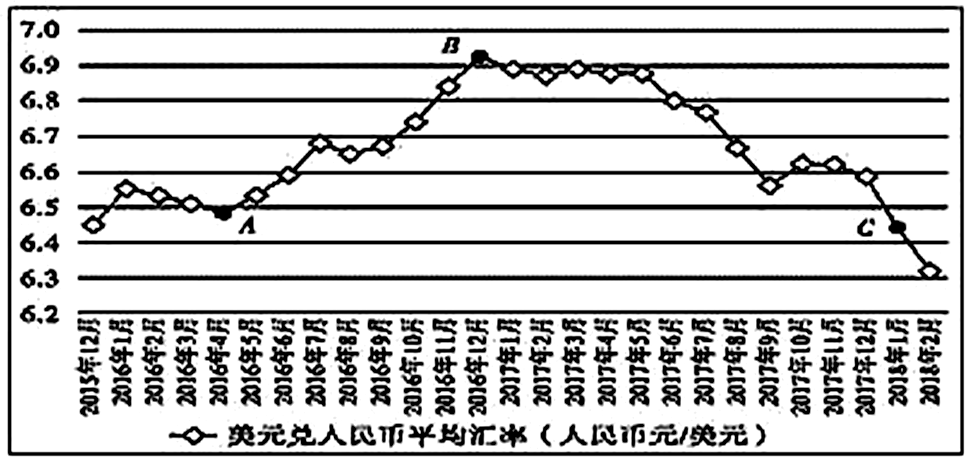 7.0
6.9
6.8
6.7
6.6
6.5
6.4
6.3
6.2
B
A
C
2015年12月
2016年1月
2016年2月
2016年3月
2016年4月
2016年5月
2016年6月
2016年7月
2016年8月
2016年9月
2016年10月
2016年11月
2016年12月
2017年1月
2017年2月
2017年3月
2017年4月
2017年5月
2017年6月
2017年7月
2017年8月
2017年9月
2017年10月
2017年11月
2017年12月
2018年1月
2018年2月
美元兑人民币平均汇率（人民币元/美元）